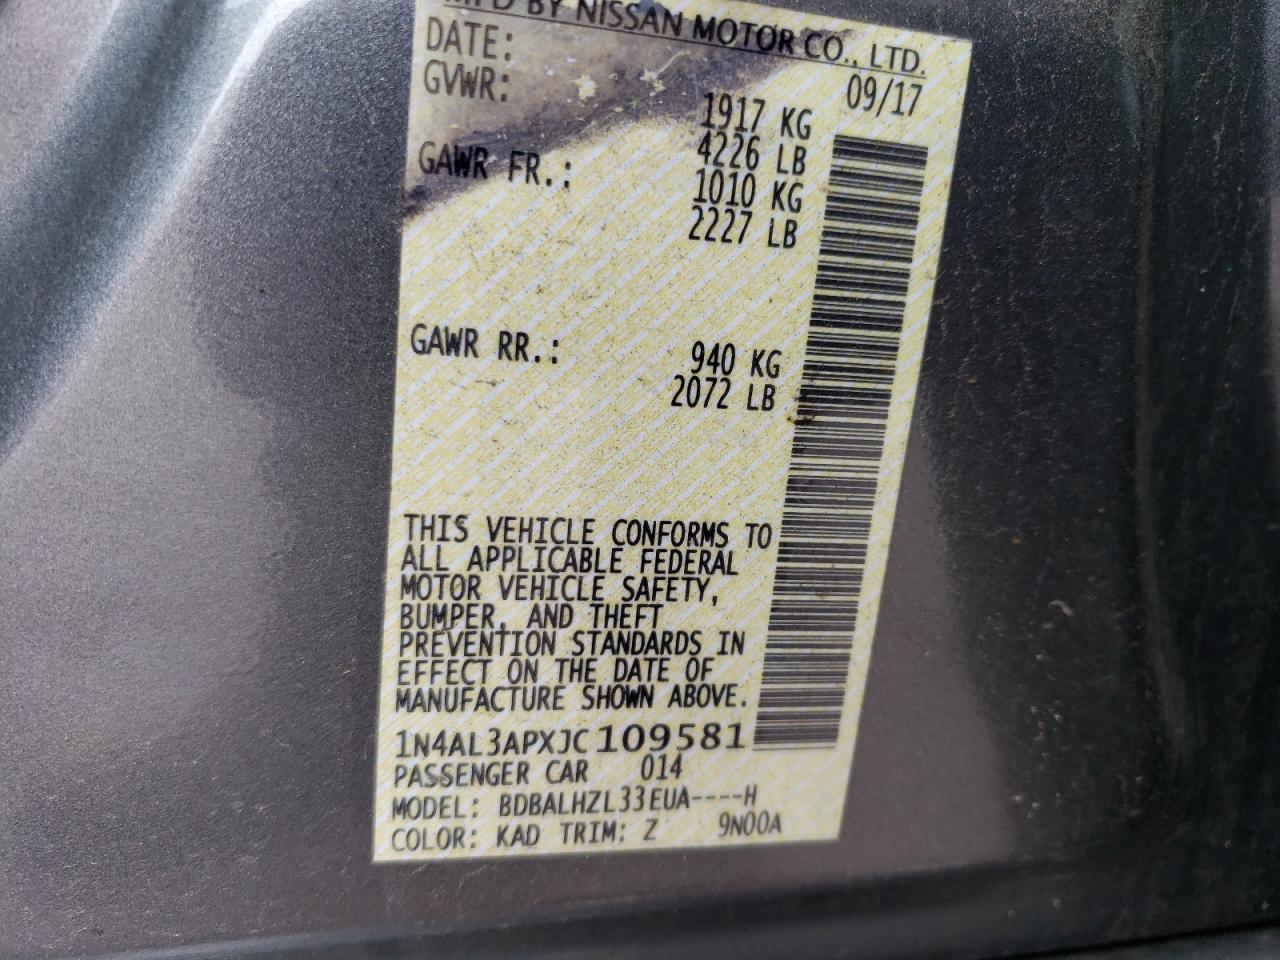 MFD BY NISSAN MOTOR CO., LTD.
DATE: 09/17
GVWR: 1917 KG
4226 LB
GAWR FR.: 1010 KG
2227 LB
GAWR RR.: 940 KG
2072 LB
THIS VEHICLE CONFORMS TO
ALL APPLICABLE FEDERAL
MOTOR VEHICLE SAFETY,
BUMPER, AND THEFT
PREVENTION STANDARDS IN
EFFECT ON THE DATE OF
MANUFACTURE SHOWN ABOVE.
1N4AL3APXJC109581
PASSENGER CAR 014
MODEL: BDBALHZL33EUA----H
COLOR: KAD TRIM: Z 9N00A